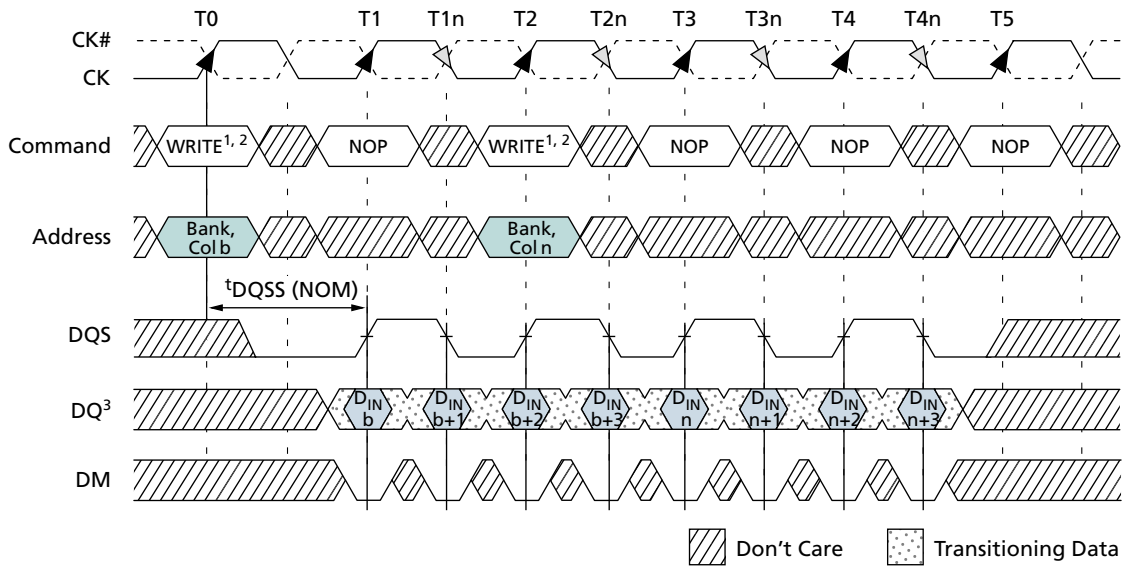 T0 T1 T1n T2 T2n T3 T3n T4 T4n T5
CK#
CK
Command WRITE1, 2 NOP WRITE1, 2 NOP NOP NOP
Address Bank, Col b Bank, Col n
tDQSS (NOM)
DQS
DQ3 DIN b DIN b+1 DIN b+2 DIN b+3 DIN n DIN n+1 DIN n+2 DIN n+3
DM
Don't Care Transitioning Data